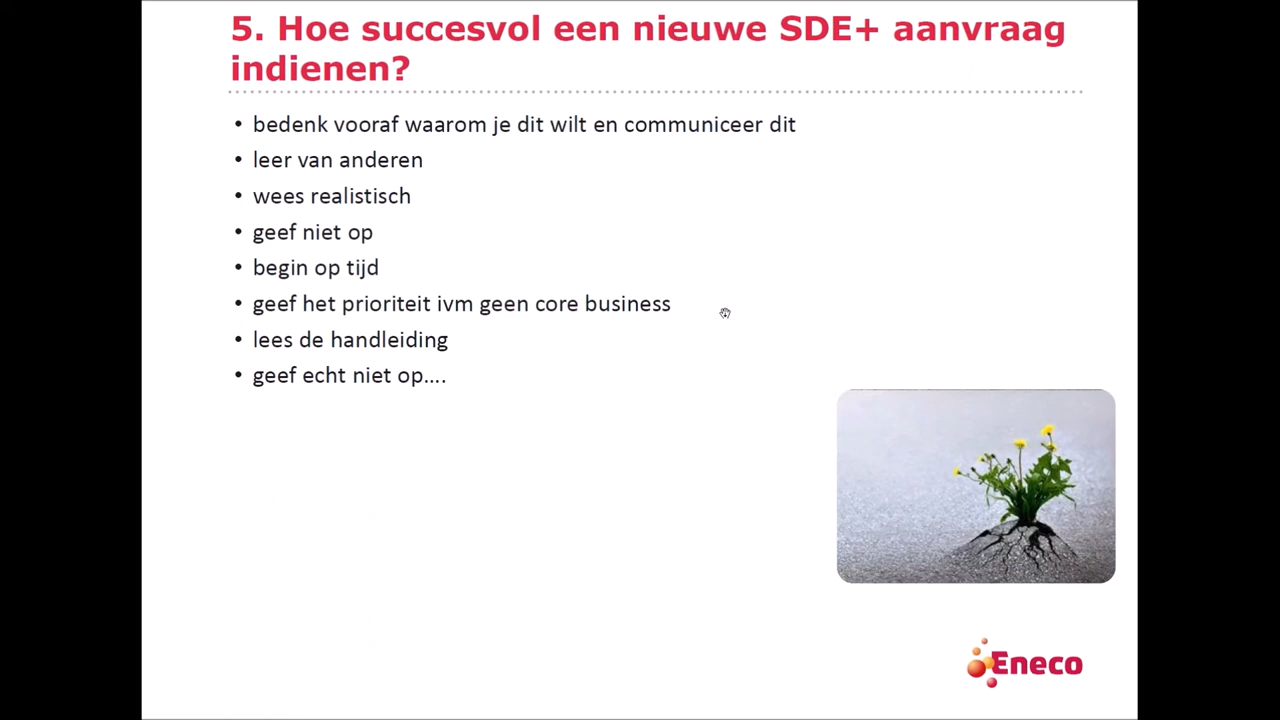 5. Hoe succesvol een nieuwe SDE+ aanvraag
indienen?
• bedenk vooraf waarom je dit wilt en communiceer dit
• leer van anderen
• wees realistisch
• geef niet op
• begin op tijd
• geef het prioriteit ivm geen core business
• lees de handleiding
• geef echt niet op....
Eneco